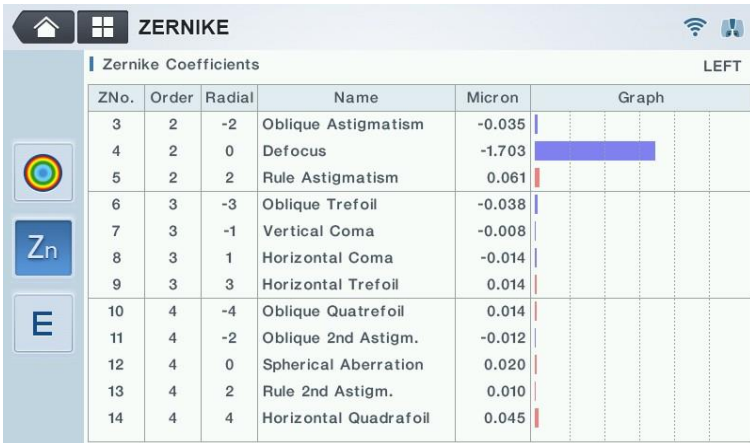 ZERNIKE
Zernike Coefficients LEFT
ZNo. Order Radial Name Micron Graph
3 2 -2 Oblique Astigmatism -0.035
4 2 0 Defocus -1.703
5 2 2 Rule Astigmatism 0.061
6 3 -3 Oblique Trefoil -0.038
7 3 -1 Vertical Coma -0.008
8 3 1 Horizontal Coma -0.014
9 3 3 Horizontal Trefoil 0.014
10 4 -4 Oblique Quatrefoil 0.014
11 4 -2 Oblique 2nd Astigm. -0.012
12 4 0 Spherical Aberration 0.020
13 4 2 Rule 2nd Astigm. 0.010
14 4 4 Horizontal Quadrafoil 0.045
Zn
E